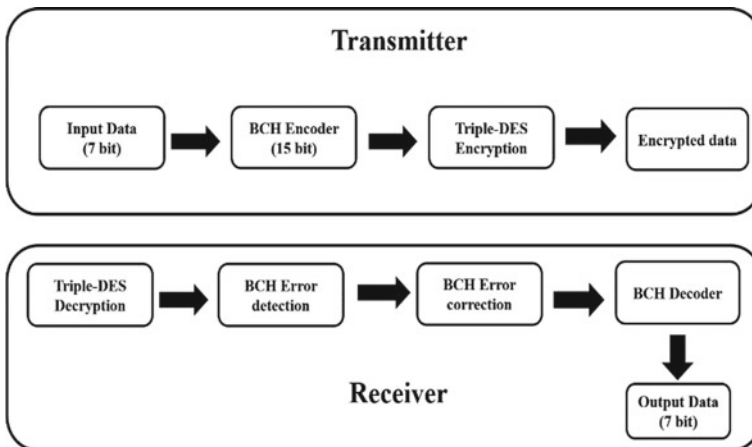 Transmitter
Input Data
(7 bit)
BCH Encoder
(15 bit)
Triple-DES
Encryption
Encrypted data
Triple-DES
Decryption
BCH Error
detection
BCH Error
correction
BCH Decoder
Receiver
Output Data
(7 bit)